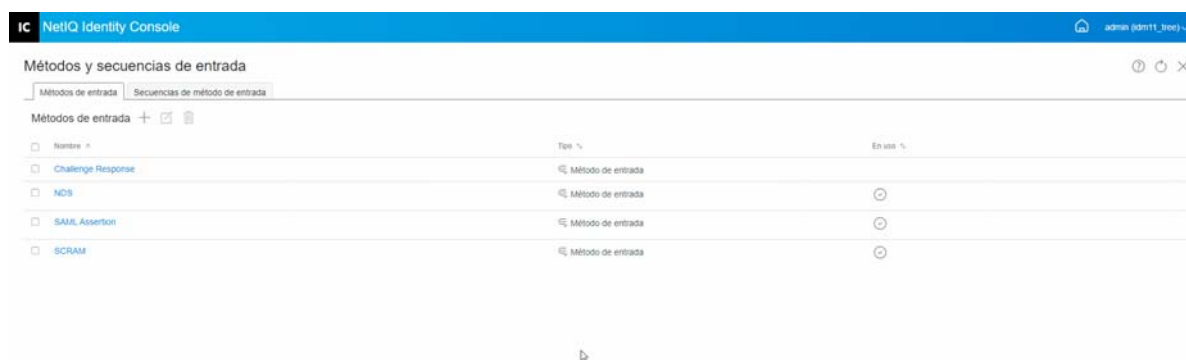 IC NetIQ Identity Console admin (idm11_tree)
Métodos y secuencias de entrada
Métodos de entrada Secuencias de método de entrada
Métodos de entrada
Nombre Tipo En uso
Challenge Response Método de entrada
NDS Método de entrada
SAML Assertion Método de entrada
SCRAM Método de entrada